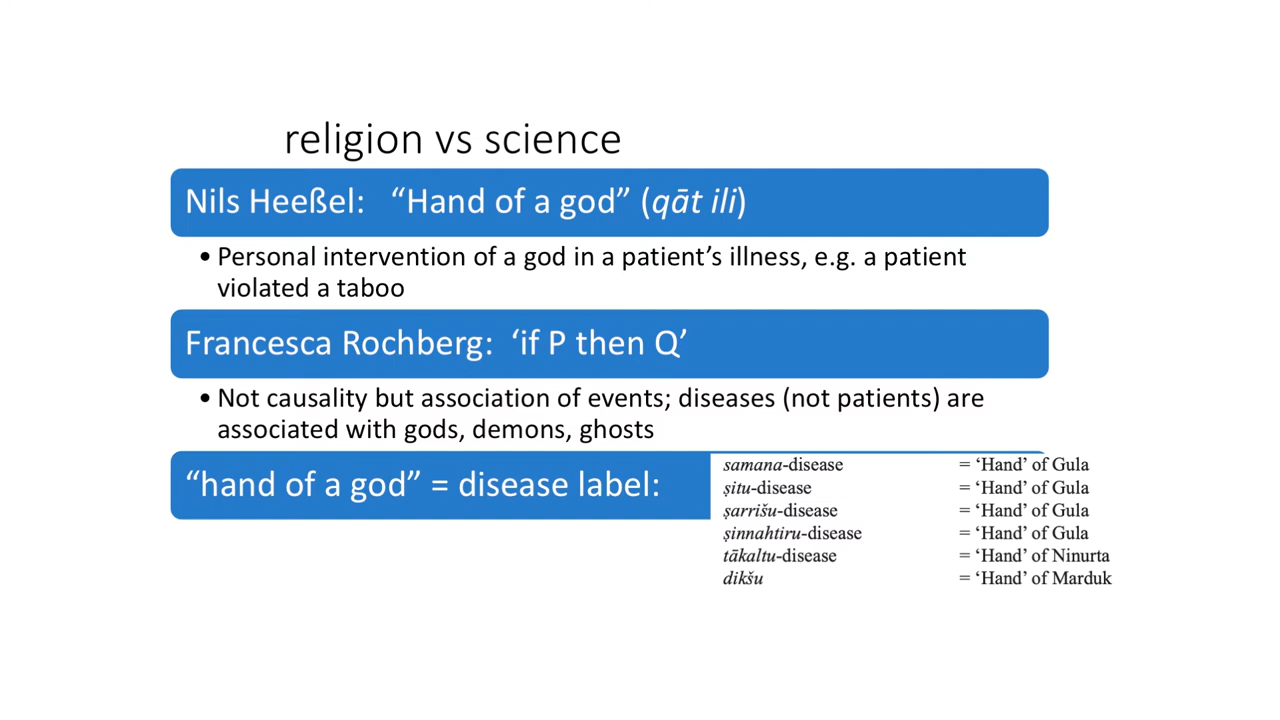 religion vs science
Nils Heeßel: “Hand of a god” (qāt ili)
• Personal intervention of a god in a patient’s illness, e.g. a patient
violated a taboo
Francesca Rochberg: ‘if P then Q’
• Not causality but association of events; diseases (not patients) are
associated with gods, demons, ghosts
“hand of a god” = disease label:
samana-disease = ‘Hand’ of Gula
ṣitu-disease = ‘Hand’ of Gula
ṣarrišu-disease = ‘Hand’ of Gula
ṣinnahtiru-disease = ‘Hand’ of Gula
tākaltu-disease = ‘Hand’ of Ninurta
dikšu = ‘Hand’ of Marduk